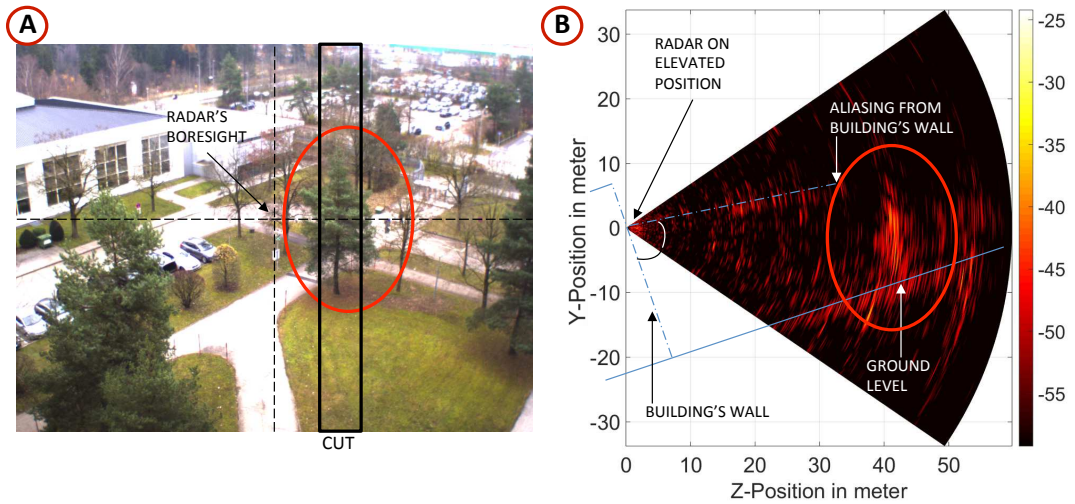 A
RADAR'S
BORESIGHT
CUT
B
RADAR ON
ELEVATED
POSITION
ALIASING FROM
BUILDING'S WALL
GROUND
LEVEL
BUILDING'S WALL
Y-Position in meter
30
20
10
0
-10
-20
-30
0 10 20 30 40 50
Z-Position in meter
-25
-30
-35
-40
-45
-50
-55